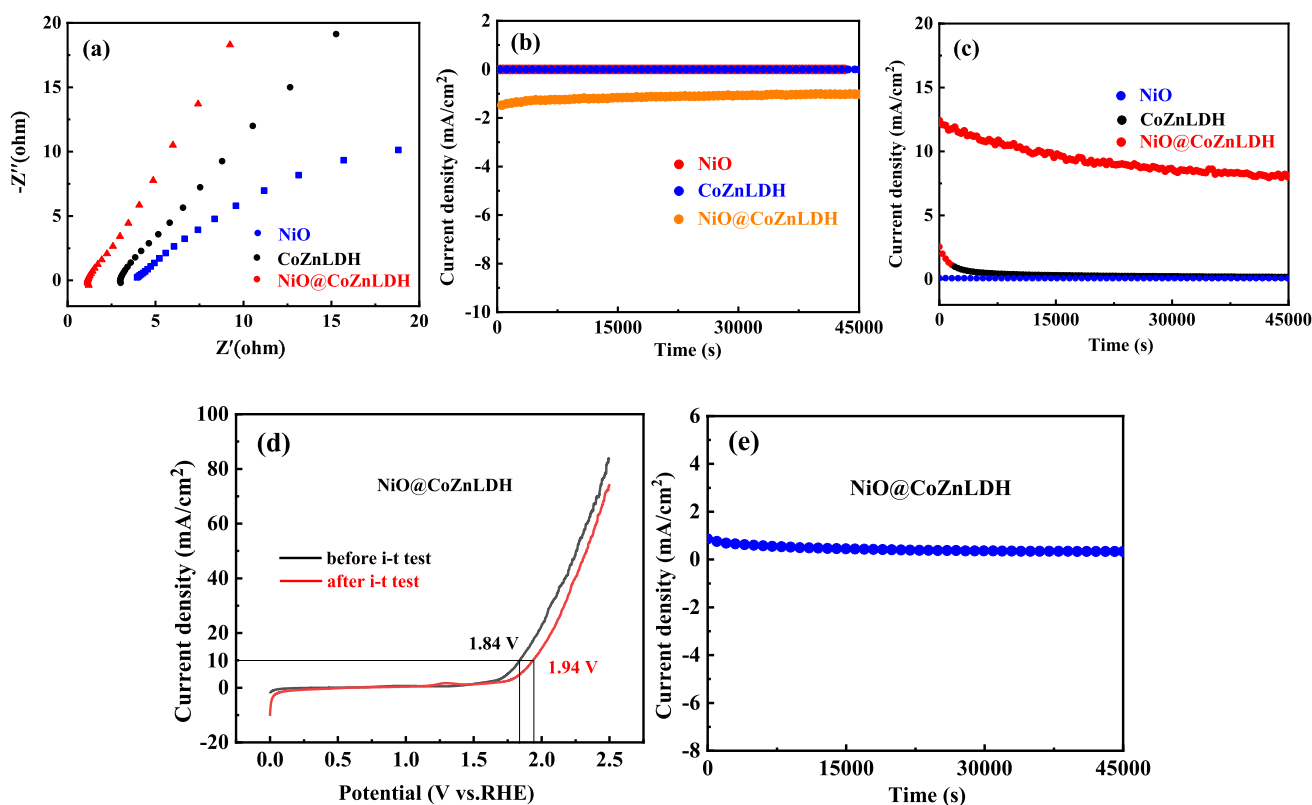 (a)
20
15
10
5
0
-Z″(ohm)
NiO
CoZnLDH
NiO@CoZnLDH
0 5 10 15 20
Z′(ohm)
(b)
2
0
-2
-4
-6
-8
-10
Current density (mA/cm²)
NiO
CoZnLDH
NiO@CoZnLDH
15000 30000 45000
Time (s)
(c)
20
15
10
5
0
Current density (mA/cm²)
NiO
CoZnLDH
NiO@CoZnLDH
0 15000 30000 45000
Time (s)
(d)
100
80
60
40
20
10
0
-20
Current density (mA/cm²)
NiO@CoZnLDH
before i-t test
after i-t test
1.84 V
1.94 V
0.0 0.5 1.0 1.5 2.0 2.5
Potential (V vs.RHE)
(e)
6
4
2
0
-2
-4
-6
-8
Current density (mA/cm²)
NiO@CoZnLDH
0 15000 30000 45000
Time (s)